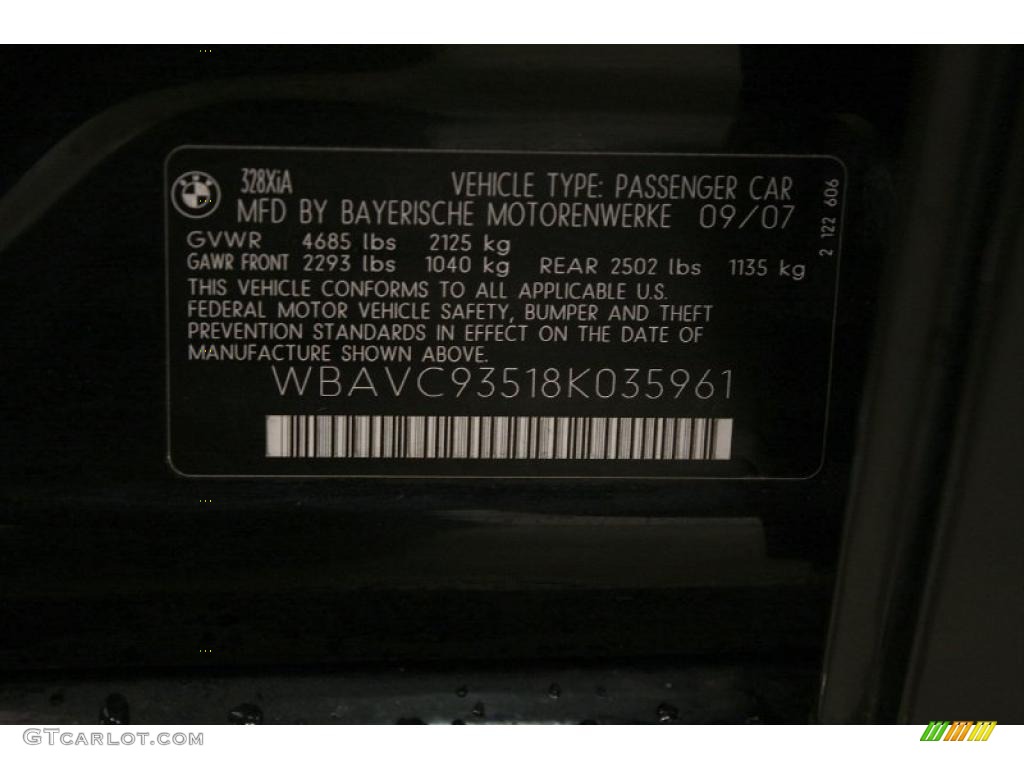 328XiA VEHICLE TYPE: PASSENGER CAR
MFD BY BAYERISCHE MOTORENWERKE 09/07
GVWR 4685 lbs 2125 kg
GAWR FRONT 2293 lbs 1040 kg REAR 2502 lbs 1135 kg
THIS VEHICLE CONFORMS TO ALL APPLICABLE U.S.
FEDERAL MOTOR VEHICLE SAFETY, BUMPER AND THEFT
PREVENTION STANDARDS IN EFFECT ON THE DATE OF
MANUFACTURE SHOWN ABOVE.
WBAVC93518K035961
2 122 606
GTCARLOT.COM